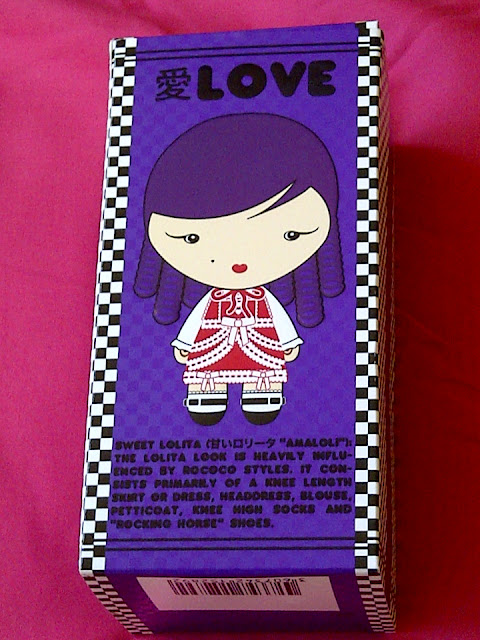 愛LOVE
SWEET LOLITA (甘いロリータ "AMALOLI"):
THE LOLITA LOOK IS HEAVILY INFLU-
ENCED BY ROCOCO STYLES. IT CON-
SISTS PRIMARILY OF A KNEE LENGTH
SKIRT OR DRESS, HEADDRESS, BLOUSE,
PETTICOAT, KNEE HIGH SOCKS AND
"ROCKING HORSE" SHOES.